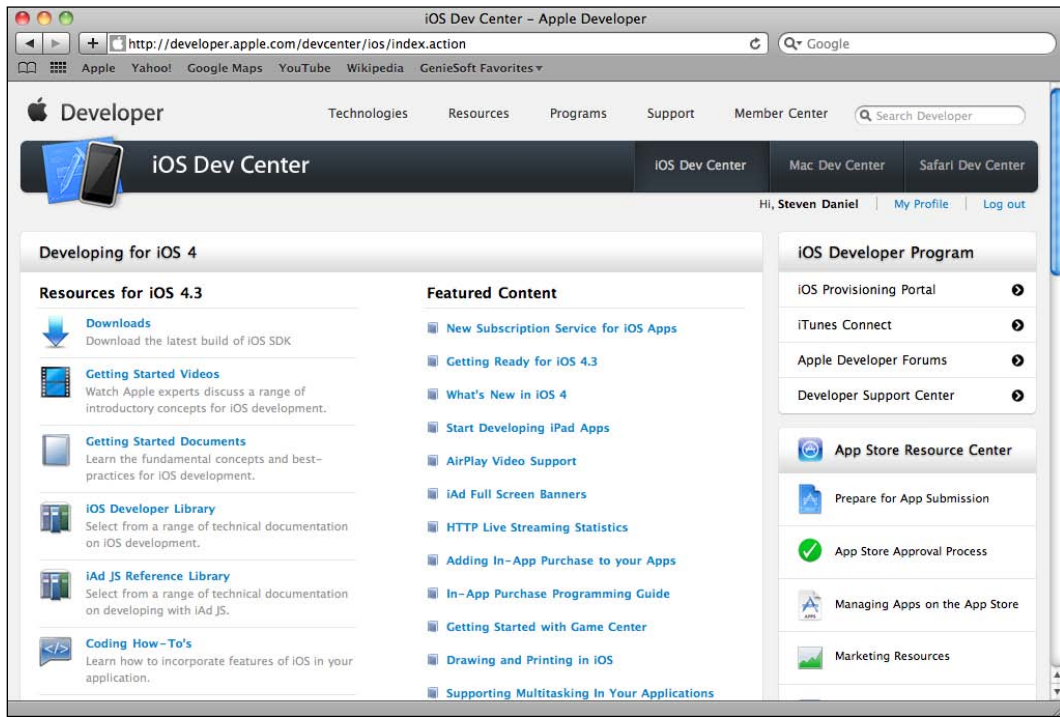 iOS Dev Center – Apple Developer
http://developer.apple.com/devcenter/ios/index.action
Google
Apple Yahoo! Google Maps YouTube Wikipedia GenieSoft Favorites
Developer
Technologies Resources Programs Support Member Center
Search Developer
iOS Dev Center
iOS Dev Center Mac Dev Center Safari Dev Center
Hi, Steven Daniel My Profile Log out
Developing for iOS 4
Resources for iOS 4.3
Downloads
Download the latest build of iOS SDK
Getting Started Videos
Watch Apple experts discuss a range of
introductory concepts for iOS development.
Getting Started Documents
Learn the fundamental concepts and best-
practices for iOS development.
iOS Developer Library
Select from a range of technical documentation
on iOS development.
iAd JS Reference Library
Select from a range of technical documentation
on developing with iAd JS.
Coding How-To's
Learn how to incorporate features of iOS in your
application.
Featured Content
New Subscription Service for iOS Apps
Getting Ready for iOS 4.3
What's New in iOS 4
Start Developing iPad Apps
AirPlay Video Support
iAd Full Screen Banners
HTTP Live Streaming Statistics
Adding In-App Purchase to your Apps
In-App Purchase Programming Guide
Getting Started with Game Center
Drawing and Printing in iOS
Supporting Multitasking In Your Applications
iOS Developer Program
iOS Provisioning Portal
iTunes Connect
Apple Developer Forums
Developer Support Center
App Store Resource Center
Prepare for App Submission
App Store Approval Process
APPS
Managing Apps on the App Store
Marketing Resources